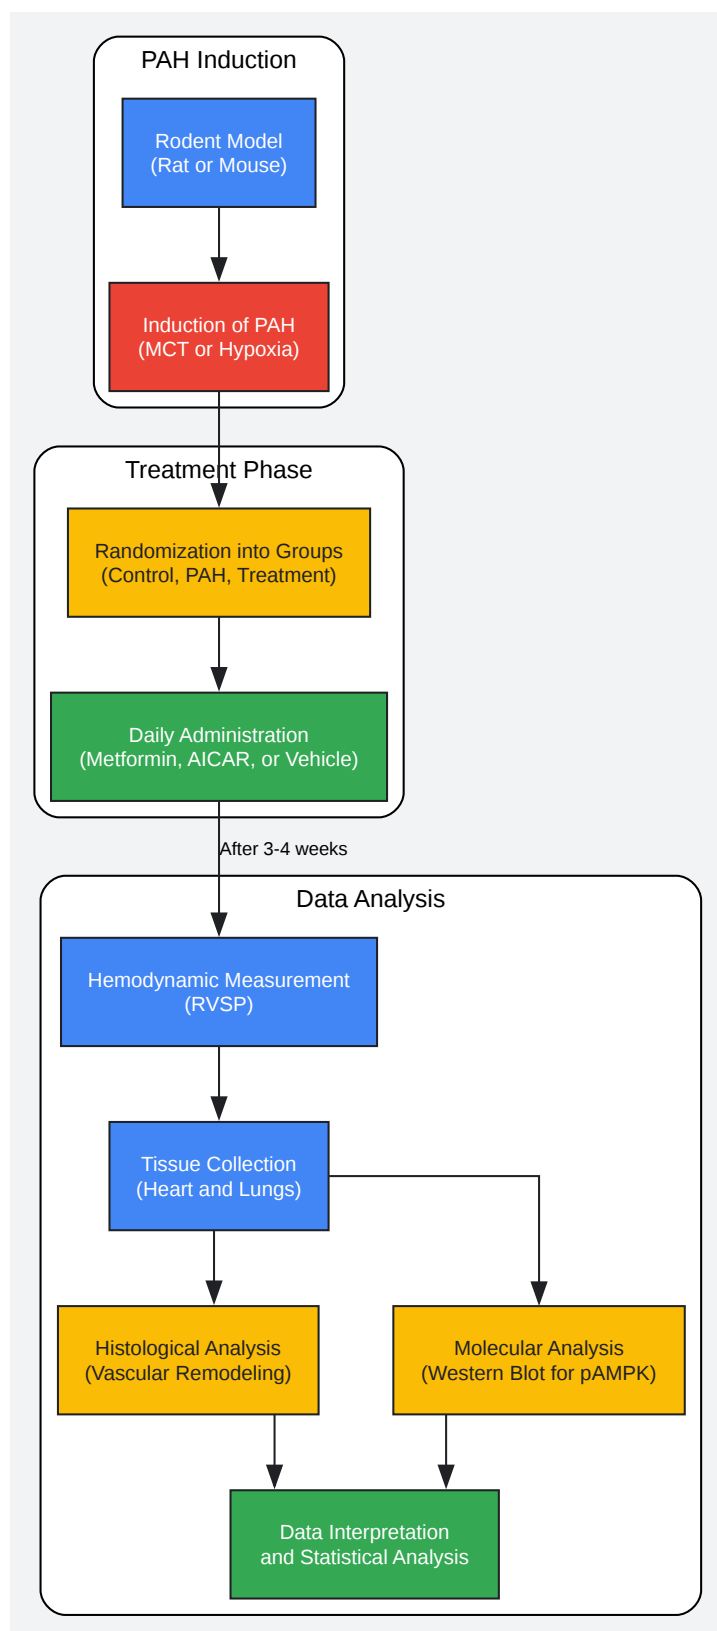 PAH Induction
Rodent Model
(Rat or Mouse)
Induction of PAH
(MCT or Hypoxia)
Treatment Phase
Randomization into Groups
(Control, PAH, Treatment)
Daily Administration
(Metformin, AICAR, or Vehicle)
After 3-4 weeks
Data Analysis
Hemodynamic Measurement
(RVSP)
Tissue Collection
(Heart and Lungs)
Histological Analysis
(Vascular Remodeling)
Molecular Analysis
(Western Blot for pAMPK)
Data Interpretation
and Statistical Analysis